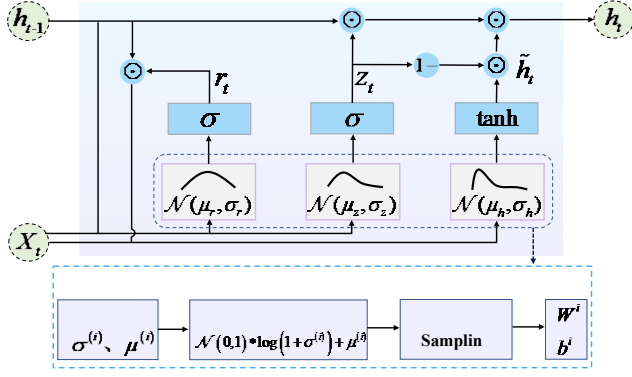 h_{t-1} ⊙ ⊙ h_t
⊙ r_t Z_t 1− ⊙ h̃_t
σ σ tanh
𝒩(μ_r,σ_r) 𝒩(μ_z,σ_z) 𝒩(μ_h,σ_h)
X_t
σ^{(i)}、μ^{(i)} 𝒩(0,1)*log(1+σ^{(i)})+μ^{(i)} Samplin W^i
b^i